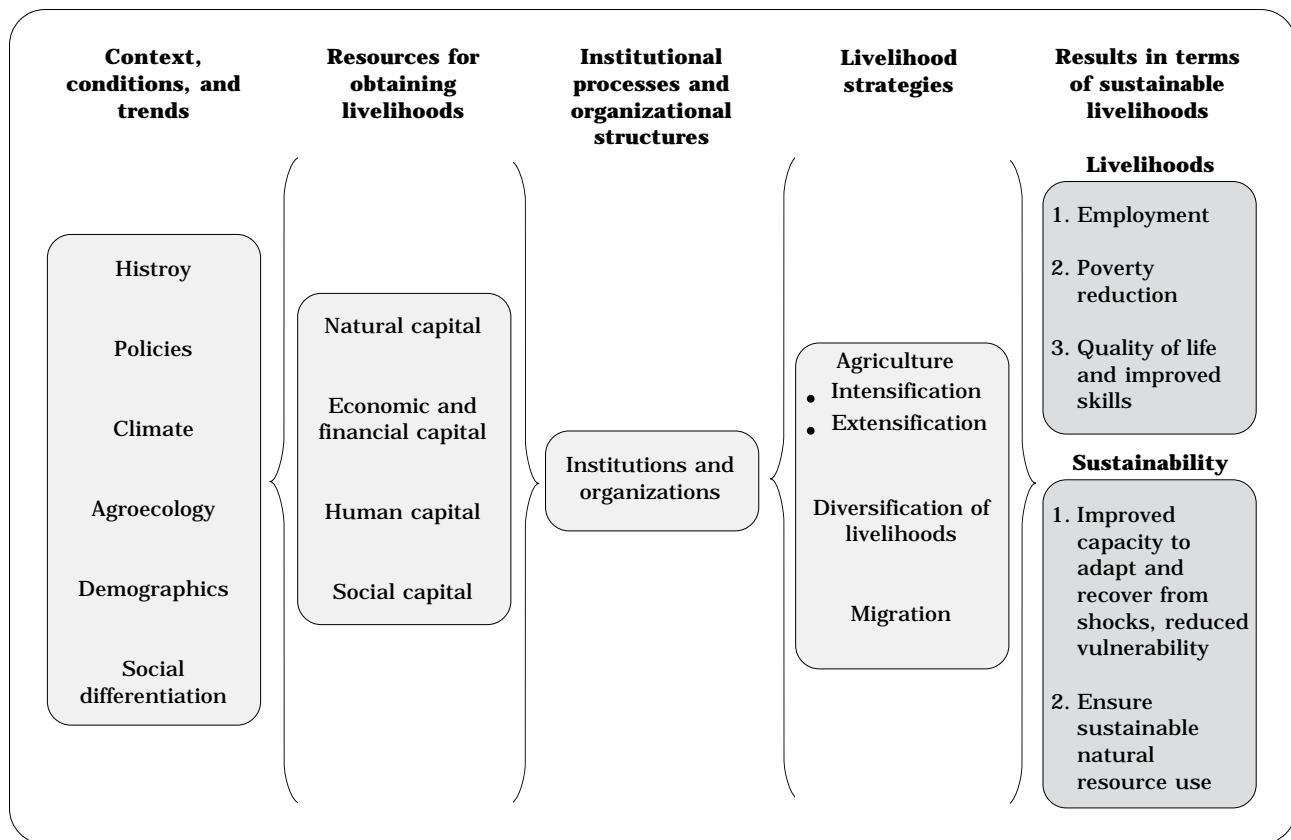 Context,
conditions, and
trends
Resources for
obtaining
livelihoods
Institutional
processes and
organizational
structures
Livelihood
strategies
Results in terms
of sustainable
livelihoods
Histroy
Policies
Climate
Agroecology
Demographics
Social
differentiation
Natural capital
Economic and
financial capital
Human capital
Social capital
Institutions and
organizations
Agriculture
• Intensification
• Extensification
Diversification of
livelihoods
Migration
Livelihoods
1. Employment
2. Poverty
reduction
3. Quality of life
and improved
skills
Sustainability
1. Improved
capacity to
adapt and
recover from
shocks, reduced
vulnerability
2. Ensure
sustainable
natural
resource use